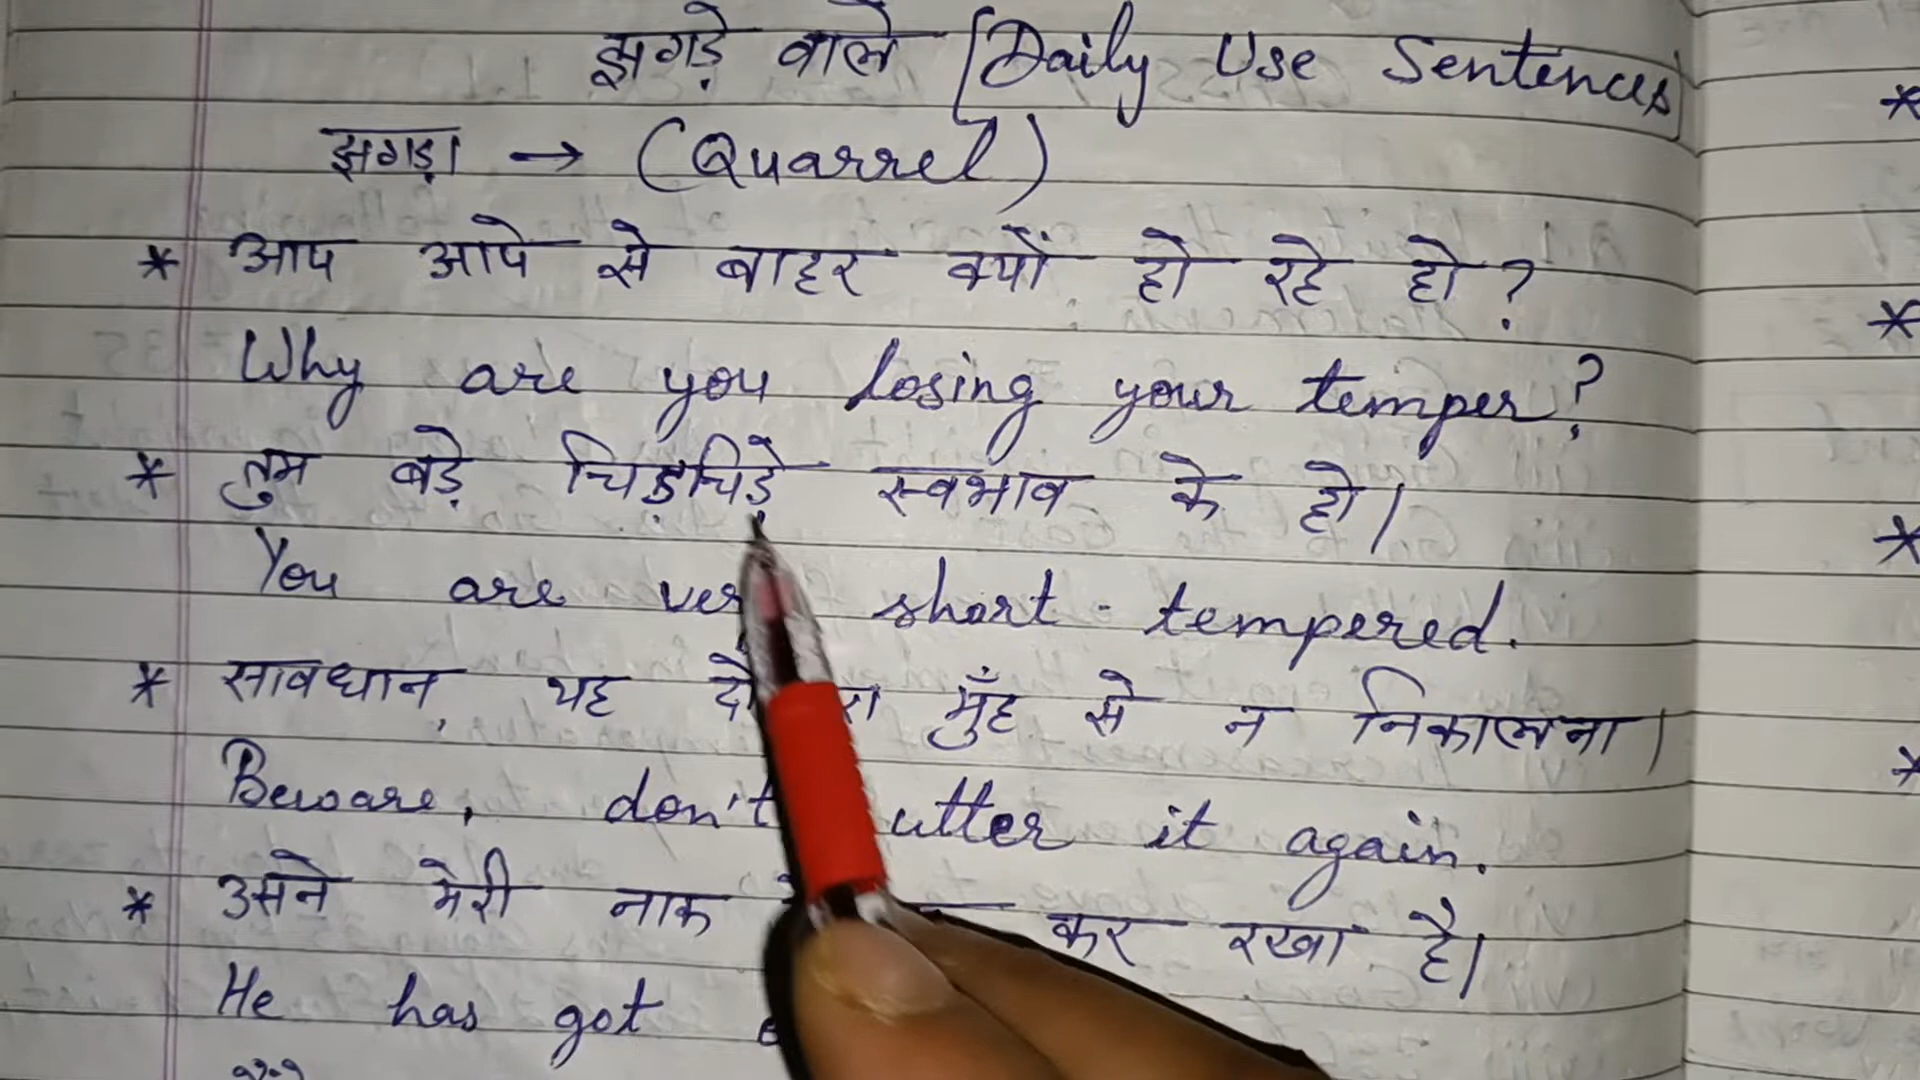 झगड़े वाले [Daily Use Sentences]
झगड़ा → (Quarrel)
* आप आपे से बाहर क्यों हो रहे हो?
Why are you losing your temper?
* तुम बड़े चिड़चिड़े स्वभाव के हो।
You are very short-tempered.
* सावधान, यह मुँह से न निकालना।
Beware, don't utter it again.
* उसने मेरी नाक कर रखा है।
He has got